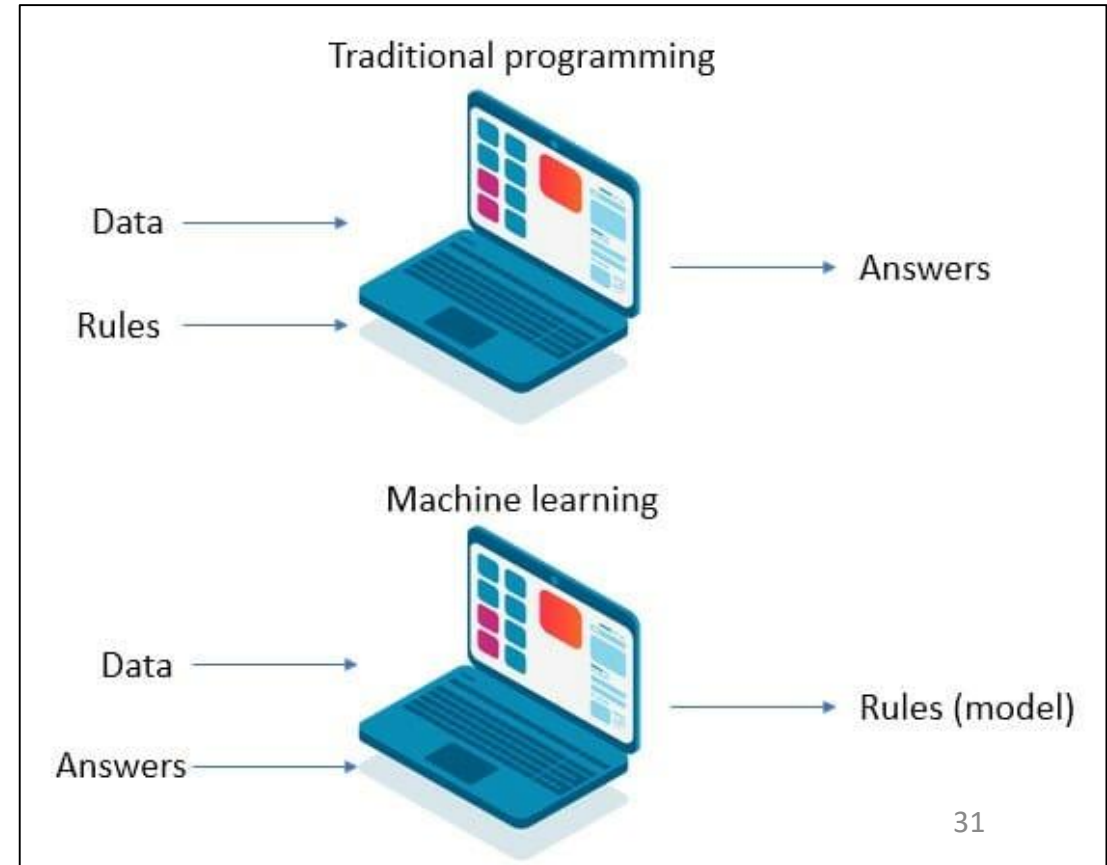 Traditional programming
Data
Rules
Answers
Machine learning
Data
Answers
Rules (model)
31